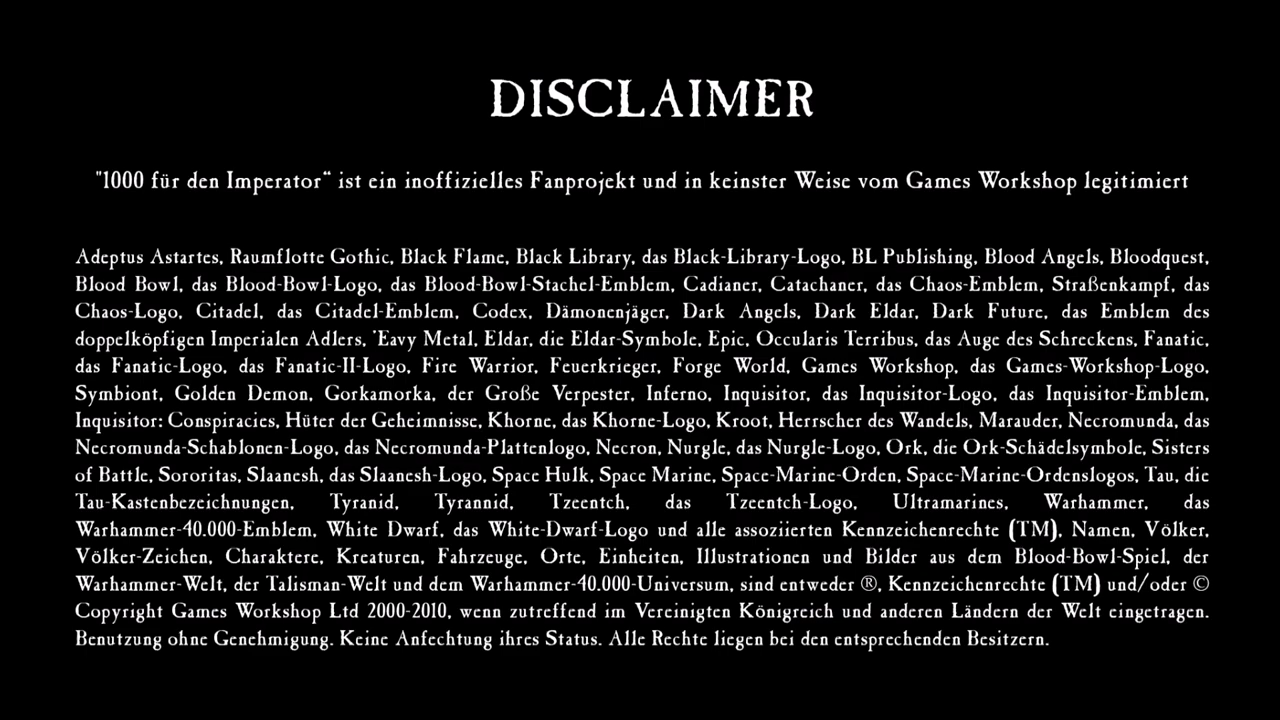 DISCLAIMER
"1000 für den Imperator“ ist ein inoffizielles Fanprojekt und in keinster Weise vom Games Workshop legitimiert
Adeptus Astartes, Raumflotte Gothic, Black Flame, Black Library, das Black-Library-Logo, BL Publishing, Blood Angels, Bloodquest,
Blood Bowl, das Blood-Bowl-Logo, das Blood-Bowl-Stachel-Emblem, Cadianer, Catachaner, das Chaos-Emblem, Straßenkampf, das
Chaos-Logo, Citadel, das Citadel-Emblem, Codex, Dämonenjäger, Dark Angels, Dark Eldar, Dark Future, das Emblem des
doppelköpfigen Imperialen Adlers, 'Eavy Metal, Eldar, die Eldar-Symbole, Epic, Occularis Terribus, das Auge des Schreckens, Fanatic,
das Fanatic-Logo, das Fanatic-II-Logo, Fire Warrior, Feuerkrieger, Forge World, Games Workshop, das Games-Workshop-Logo,
Symbiont, Golden Demon, Gorkamorka, der Große Verpester, Inferno, Inquisitor, das Inquisitor-Logo, das Inquisitor-Emblem,
Inquisitor: Conspiracies, Hüter der Geheimnisse, Khorne, das Khorne-Logo, Kroot, Herrscher des Wandels, Marauder, Necromunda, das
Necromunda-Schablonen-Logo, das Necromunda-Plattenlogo, Necron, Nurgle, das Nurgle-Logo, Ork, die Ork-Schädelsymbole, Sisters
of Battle, Sororitas, Slaanesh, das Slaanesh-Logo, Space Hulk, Space Marine, Space-Marine-Orden, Space-Marine-Ordenslogos, Tau, die
Tau-Kastenbezeichnungen, Tyranid, Tyrannid, Tzeentch, das Tzeentch-Logo, Ultramarines, Warhammer, das
Warhammer-40.000-Emblem, White Dwarf, das White-Dwarf-Logo und alle assoziierten Kennzeichenrechte (TM), Namen, Völker,
Völker-Zeichen, Charaktere, Kreaturen, Fahrzeuge, Orte, Einheiten, Illustrationen und Bilder aus dem Blood-Bowl-Spiel, der
Warhammer-Welt, der Talisman-Welt und dem Warhammer-40.000-Universum, sind entweder ®, Kennzeichenrechte (TM) und/oder ©
Copyright Games Workshop Ltd 2000-2010, wenn zutreffend im Vereinigten Königreich und anderen Ländern der Welt eingetragen.
Benutzung ohne Genehmigung. Keine Anfechtung ihres Status. Alle Rechte liegen bei den entsprechenden Besitzern.